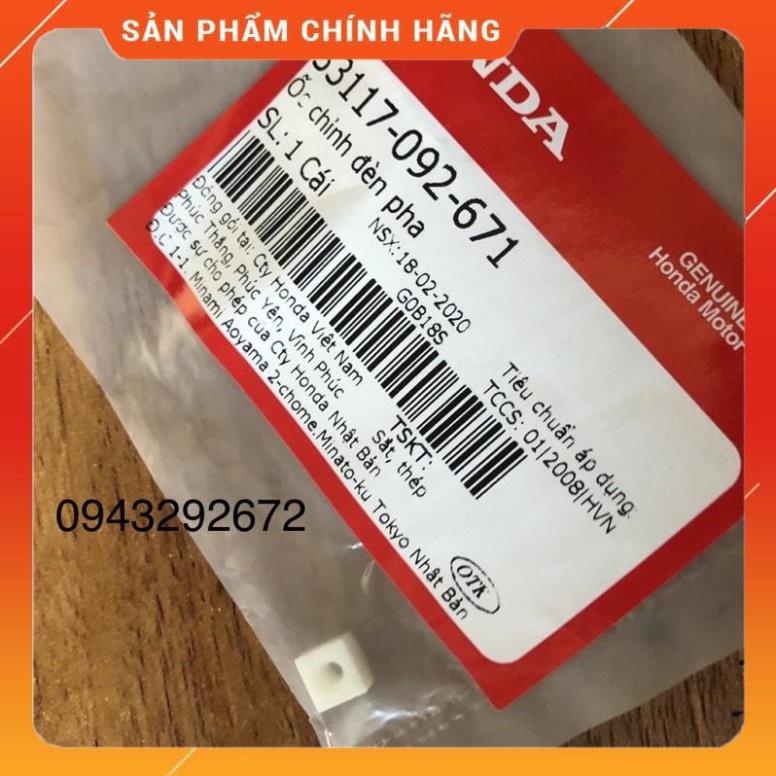 SẢN PHẨM CHÍNH HÃNG
NDA
GENUINE
Honda Motor
53117-092-671
Ốc chỉnh đèn pha
SL: 1 Cái
NSX:18-02-2020
G0B18S
Đóng gói tại: Cty Honda Việt Nam
Phúc Thắng, Phúc Yên, Vĩnh Phúc
Được sự cho phép của Cty Honda Nhật Bản
Đ.C 1-1, Minami Aoyama 2-chome.Minato-ku Tokyo Nhật Bản
TSKT:
Sắt, thép
Tiêu chuẩn áp dụng:
TCCS: 01|2008|HVN
OTK
0943292672